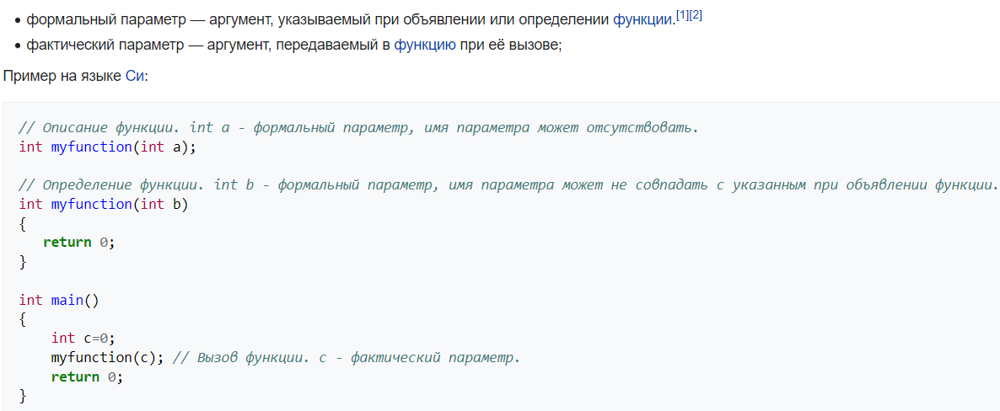 • формальный параметр — аргумент, указываемый при объявлении или определении функции.[1][2]
• фактический параметр — аргумент, передаваемый в функцию при её вызове;
Пример на языке Си:
// Описание функции. int a - формальный параметр, имя параметра может отсутствовать.
int myfunction(int a);
// Определение функции. int b - формальный параметр, имя параметра может не совпадать с указанным при объявлении функции.
int myfunction(int b)
{
return 0;
}
int main()
{
int c=0;
myfunction(c); // Вызов функции. c - фактический параметр.
return 0;
}